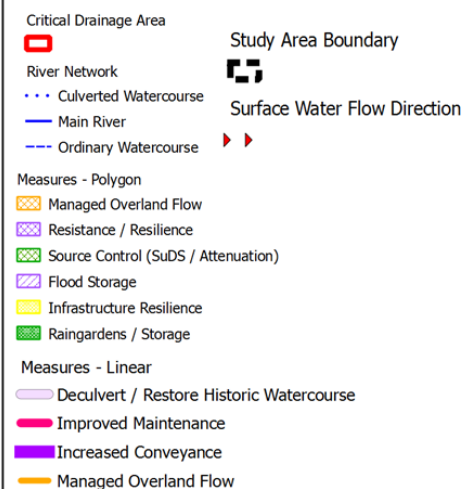 Critical Drainage Area
Study Area Boundary
River Network
Culverted Watercourse
Surface Water Flow Direction
Main River
Ordinary Watercourse
Measures - Polygon
Managed Overland Flow
Resistance / Resilience
Source Control (SuDS / Attenuation)
Flood Storage
Infrastructure Resilience
Raingardens / Storage
Measures - Linear
Deculvert / Restore Historic Watercourse
Improved Maintenance
Increased Conveyance
Managed Overland Flow